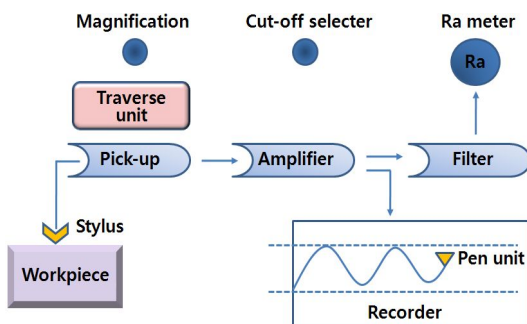 Magnification
Cut-off selecter
Ra meter
Ra
Traverse
unit
Pick-up
Amplifier
Filter
Stylus
Workpiece
Pen unit
Recorder